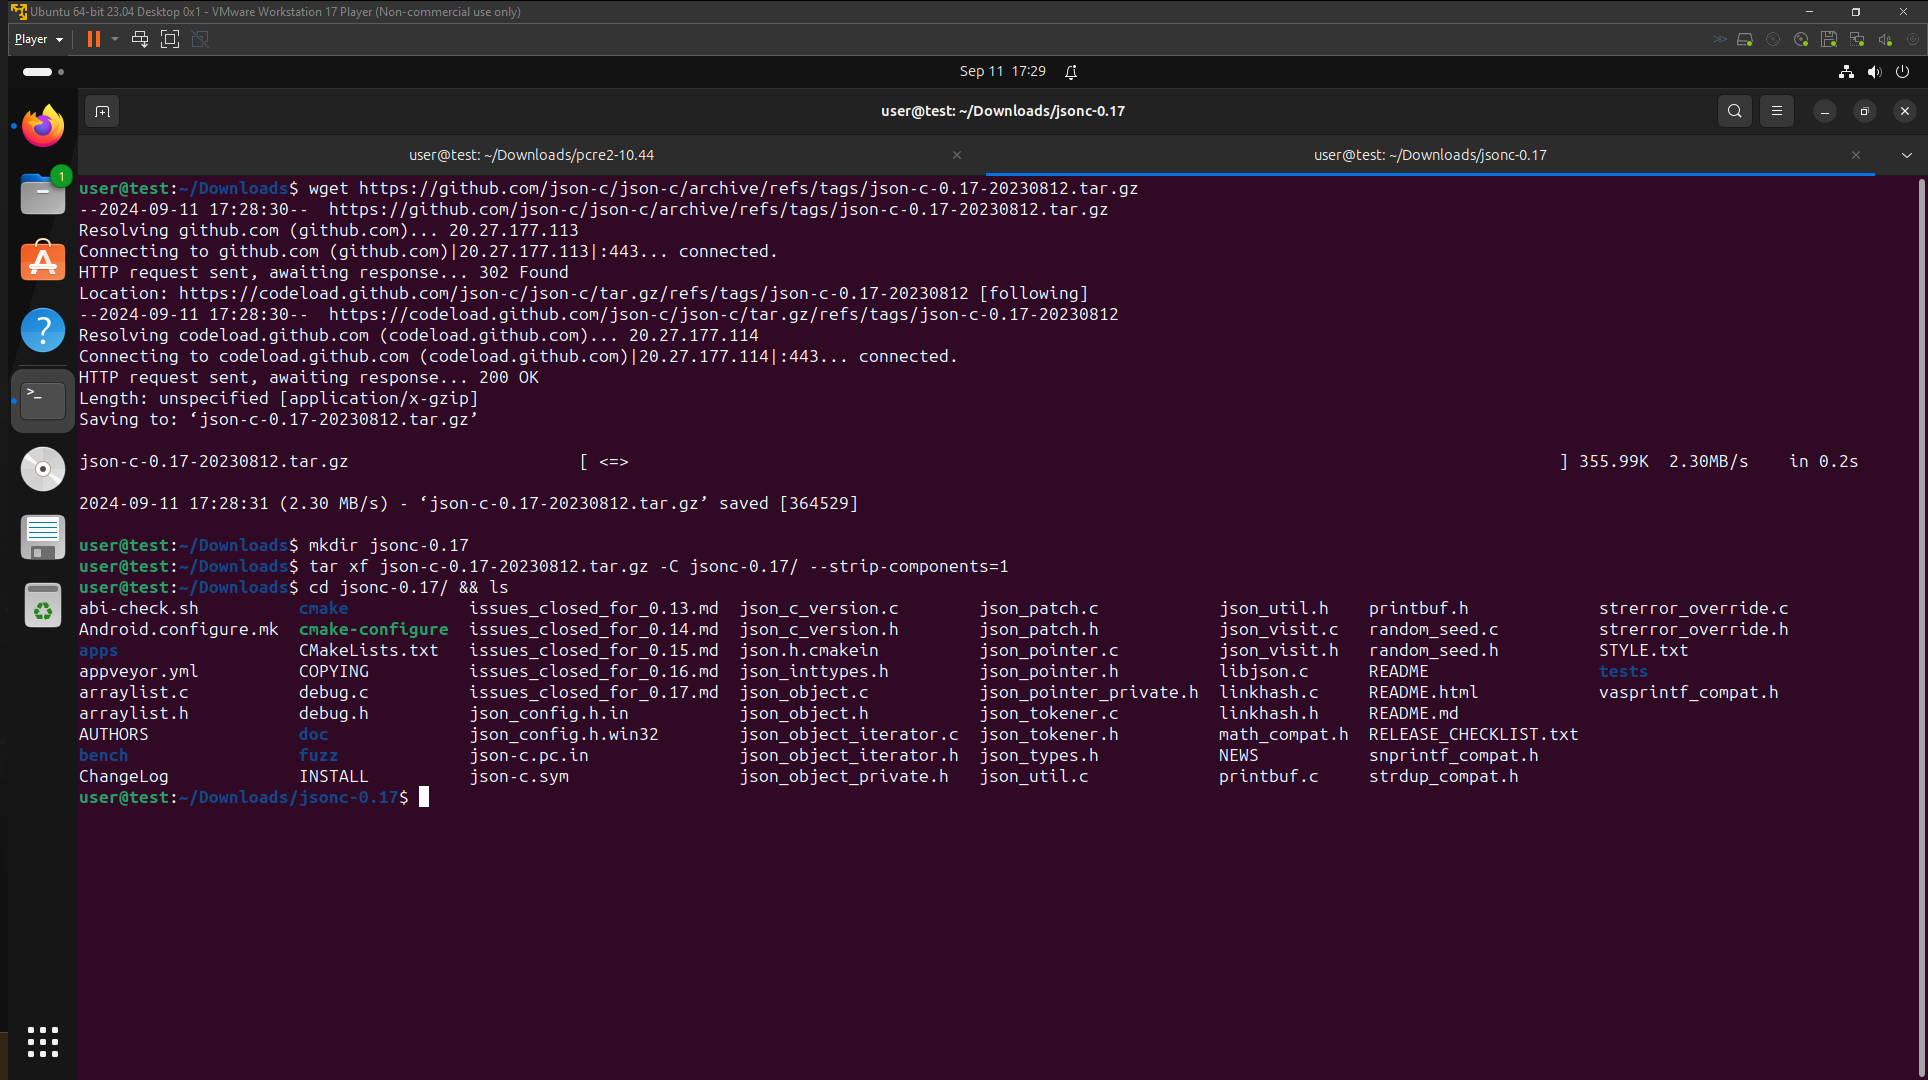 Ubuntu 64-bit 23.04 Desktop 0x1 - VMware Workstation 17 Player (Non-commercial use only)
Player
Sep 11 17:29
user@test: ~/Downloads/jsonc-0.17
user@test: ~/Downloads/pcre2-10.44
user@test: ~/Downloads/jsonc-0.17
1
user@test:~/Downloads$ wget https://github.com/json-c/json-c/archive/refs/tags/json-c-0.17-20230812.tar.gz
--2024-09-11 17:28:30-- https://github.com/json-c/json-c/archive/refs/tags/json-c-0.17-20230812.tar.gz
Resolving github.com (github.com)... 20.27.177.113
Connecting to github.com (github.com)|20.27.177.113|:443... connected.
HTTP request sent, awaiting response... 302 Found
Location: https://codeload.github.com/json-c/json-c/tar.gz/refs/tags/json-c-0.17-20230812 [following]
--2024-09-11 17:28:30-- https://codeload.github.com/json-c/json-c/tar.gz/refs/tags/json-c-0.17-20230812
Resolving codeload.github.com (codeload.github.com)... 20.27.177.114
Connecting to codeload.github.com (codeload.github.com)|20.27.177.114|:443... connected.
HTTP request sent, awaiting response... 200 OK
Length: unspecified [application/x-gzip]
Saving to: ‘json-c-0.17-20230812.tar.gz’
json-c-0.17-20230812.tar.gz [ <=> ] 355.99K 2.30MB/s in 0.2s
2024-09-11 17:28:31 (2.30 MB/s) - ‘json-c-0.17-20230812.tar.gz’ saved [364529]
user@test:~/Downloads$ mkdir jsonc-0.17
user@test:~/Downloads$ tar xf json-c-0.17-20230812.tar.gz -C jsonc-0.17/ --strip-components=1
user@test:~/Downloads$ cd jsonc-0.17/ && ls
abi-check.sh cmake issues_closed_for_0.13.md json_c_version.c json_patch.c json_util.h printbuf.h strerror_override.c
Android.configure.mk cmake-configure issues_closed_for_0.14.md json_c_version.h json_patch.h json_visit.c random_seed.c strerror_override.h
apps CMakeLists.txt issues_closed_for_0.15.md json.h.cmakein json_pointer.c json_visit.h random_seed.h STYLE.txt
appveyor.yml COPYING issues_closed_for_0.16.md json_inttypes.h json_pointer.h libjson.c README tests
arraylist.c debug.c issues_closed_for_0.17.md json_object.c json_pointer_private.h linkhash.c README.html vasprintf_compat.h
arraylist.h debug.h json_config.h.in json_object.h json_tokener.c linkhash.h README.md
AUTHORS doc json_config.h.win32 json_object_iterator.c json_tokener.h math_compat.h RELEASE_CHECKLIST.txt
bench fuzz json-c.pc.in json_object_iterator.h json_types.h NEWS snprintf_compat.h
ChangeLog INSTALL json-c.sym json_object_private.h json_util.c printbuf.c strdup_compat.h
user@test:~/Downloads/jsonc-0.17$